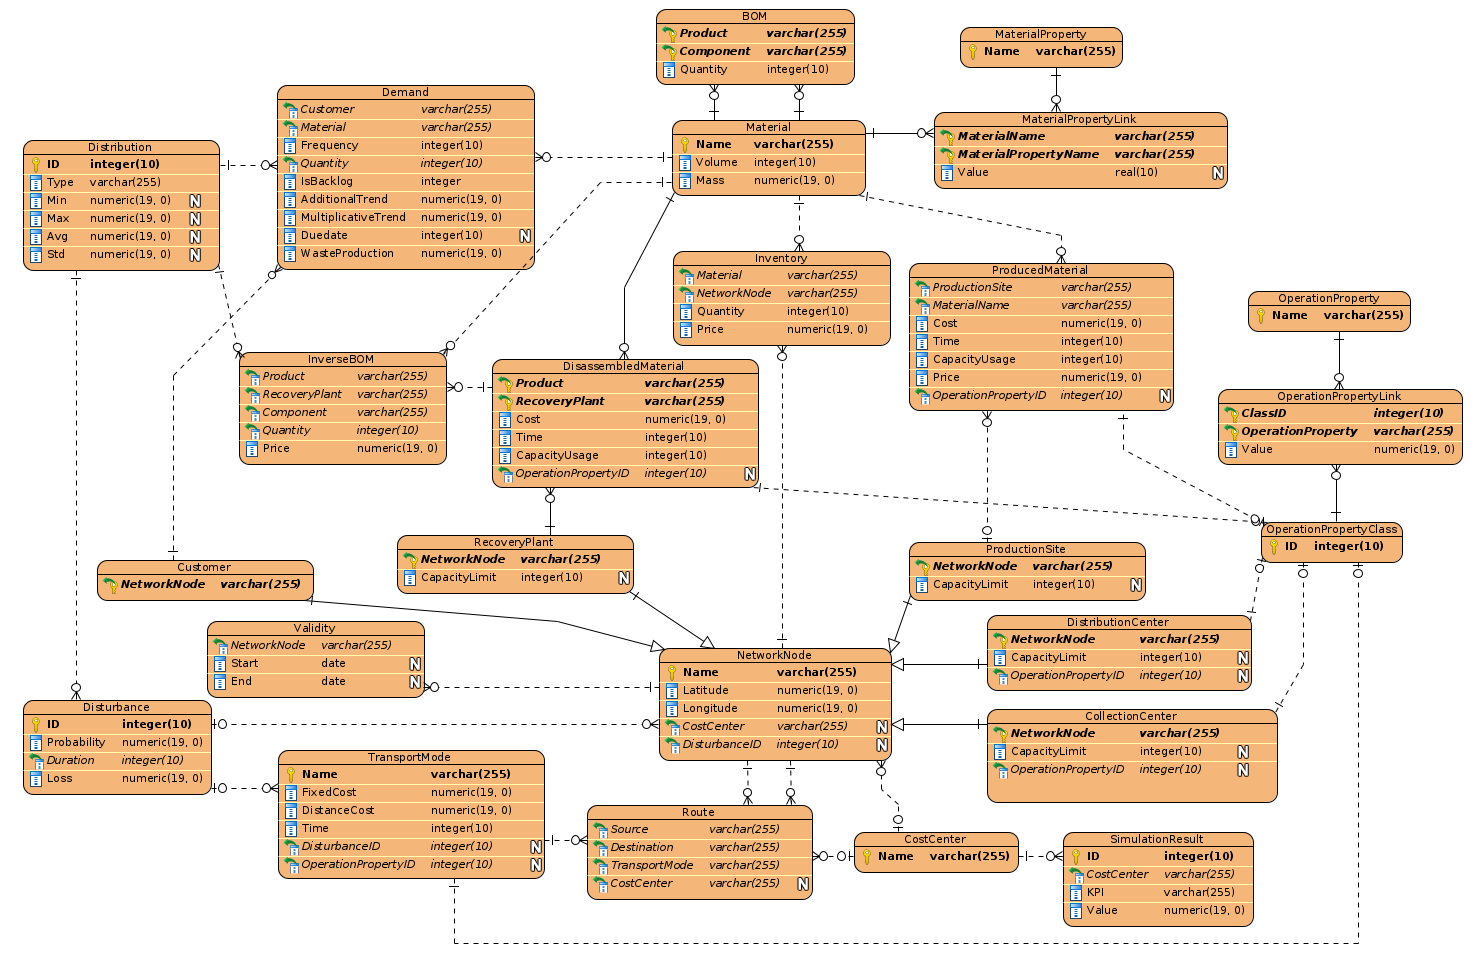 BOM
Product varchar(255)
Component varchar(255)
Quantity integer(10)
MaterialProperty
Name varchar(255)
Demand
Customer varchar(255)
Material varchar(255)
Frequency integer(10)
Quantity integer(10)
IsBacklog integer
AdditionalTrend numeric(19, 0)
MultiplicativeTrend numeric(19, 0)
Duedate integer(10) N
WasteProduction numeric(19, 0)
Material
Name varchar(255)
Volume integer(10)
Mass numeric(19, 0)
MaterialPropertyLink
MaterialName varchar(255)
MaterialPropertyName varchar(255)
Value real(10) N
Distribution
ID integer(10)
Type varchar(255)
Min numeric(19, 0) N
Max numeric(19, 0) N
Avg numeric(19, 0) N
Std numeric(19, 0) N
Inventory
Material varchar(255)
NetworkNode varchar(255)
Quantity integer(10)
Price numeric(19, 0)
ProducedMaterial
ProductionSite varchar(255)
MaterialName varchar(255)
Cost numeric(19, 0)
Time integer(10)
CapacityUsage integer(10)
Price numeric(19, 0)
OperationPropertyID integer(10) N
OperationProperty
Name varchar(255)
InverseBOM
Product varchar(255)
RecoveryPlant varchar(255)
Component varchar(255)
Quantity integer(10)
Price numeric(19, 0)
DisassembledMaterial
Product varchar(255)
RecoveryPlant varchar(255)
Cost numeric(19, 0)
Time integer(10)
CapacityUsage integer(10)
OperationPropertyID integer(10) N
OperationPropertyLink
ClassID integer(10)
OperationProperty varchar(255)
Value numeric(19, 0)
OperationPropertyClass
ID integer(10)
RecoveryPlant
NetworkNode varchar(255)
CapacityLimit integer(10) N
ProductionSite
NetworkNode varchar(255)
CapacityLimit integer(10) N
Customer
NetworkNode varchar(255)
Validity
NetworkNode varchar(255)
Start date N
End date N
DistributionCenter
NetworkNode varchar(255)
CapacityLimit integer(10) N
OperationPropertyID integer(10) N
NetworkNode
Name varchar(255)
Latitude numeric(19, 0)
Longitude numeric(19, 0)
CostCenter varchar(255) N
DisturbanceID integer(10) N
Disturbance
ID integer(10)
Probability numeric(19, 0)
Duration integer(10)
Loss numeric(19, 0)
CollectionCenter
NetworkNode varchar(255)
CapacityLimit integer(10) N
OperationPropertyID integer(10) N
TransportMode
Name varchar(255)
FixedCost numeric(19, 0)
DistanceCost numeric(19, 0)
Time integer(10)
DisturbanceID integer(10) N
OperationPropertyID integer(10) N
Route
Source varchar(255)
Destination varchar(255)
TransportMode varchar(255)
CostCenter varchar(255) N
CostCenter
Name varchar(255)
SimulationResult
ID integer(10)
CostCenter varchar(255)
KPI varchar(255)
Value numeric(19, 0)